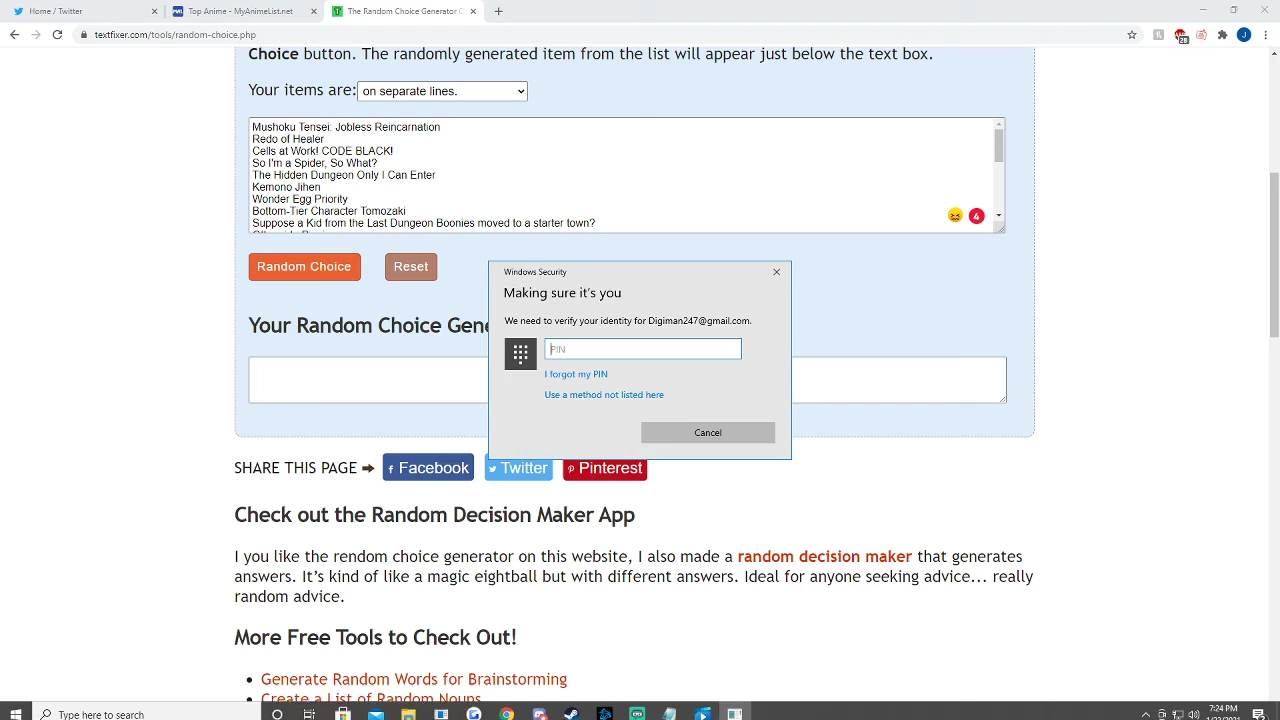 Home / Twitter
Top Anime - MyAnimeList.net
The Random Choice Generator C
textfixer.com/tools/random-choice.php
28
J
Choice button. The randomly generated item from the list will appear just below the text box.
Your items are: on separate lines.
Mushoku Tensei: Jobless Reincarnation
Redo of Healer
Cells at Work! CODE BLACK!
So I'm a Spider, So What?
The Hidden Dungeon Only I Can Enter
Kemono Jihen
Wonder Egg Priority
Bottom-Tier Character Tomozaki
Suppose a Kid from the Last Dungeon Boonies moved to a starter town?
4
Random Choice
Reset
Your Random Choice Gene
Windows Security
Making sure it's you
We need to verify your identity for Digiman247@gmail.com.
PIN
I forgot my PIN
Use a method not listed here
Cancel
SHARE THIS PAGE ➡ Facebook Twitter Pinterest
Check out the Random Decision Maker App
I you like the rendom choice generator on this website, I also made a random decision maker that generates
answers. It's kind of like a magic eightball but with different answers. Ideal for anyone seeking advice... really
random advice.
More Free Tools to Check Out!
• Generate Random Words for Brainstorming
• Create a List of Random Nouns
Type here to search
7:24 PM